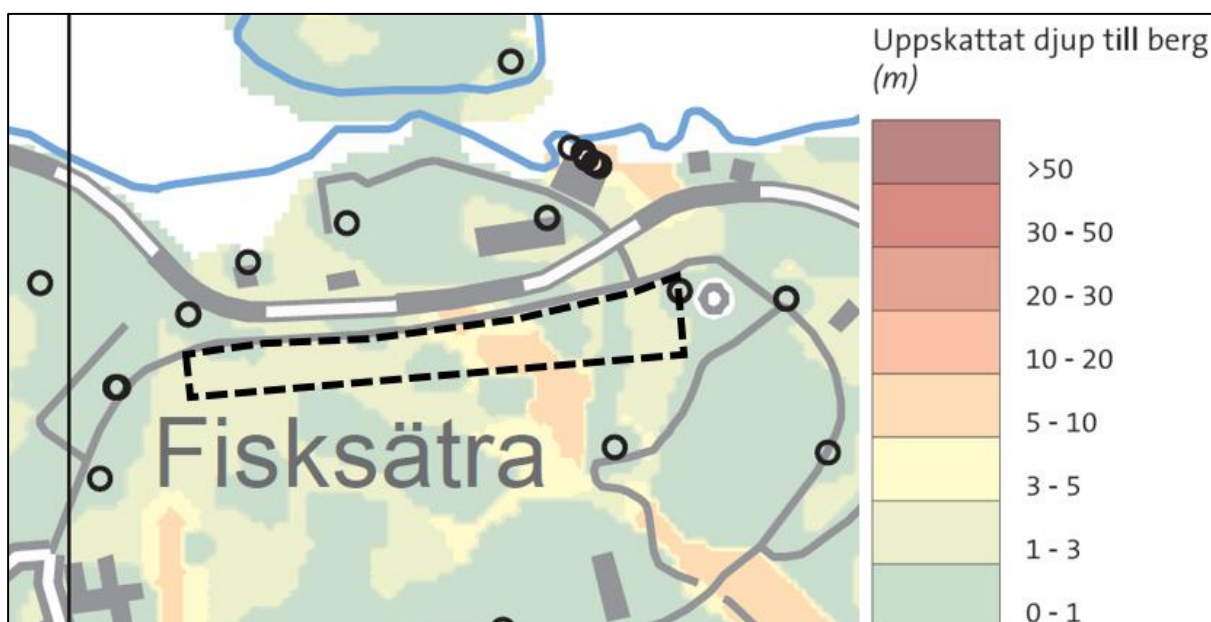 Uppskattat djup till berg
(m)
>50
30 - 50
20 - 30
10 - 20
5 - 10
3 - 5
1 - 3
0 - 1
Fisksätra